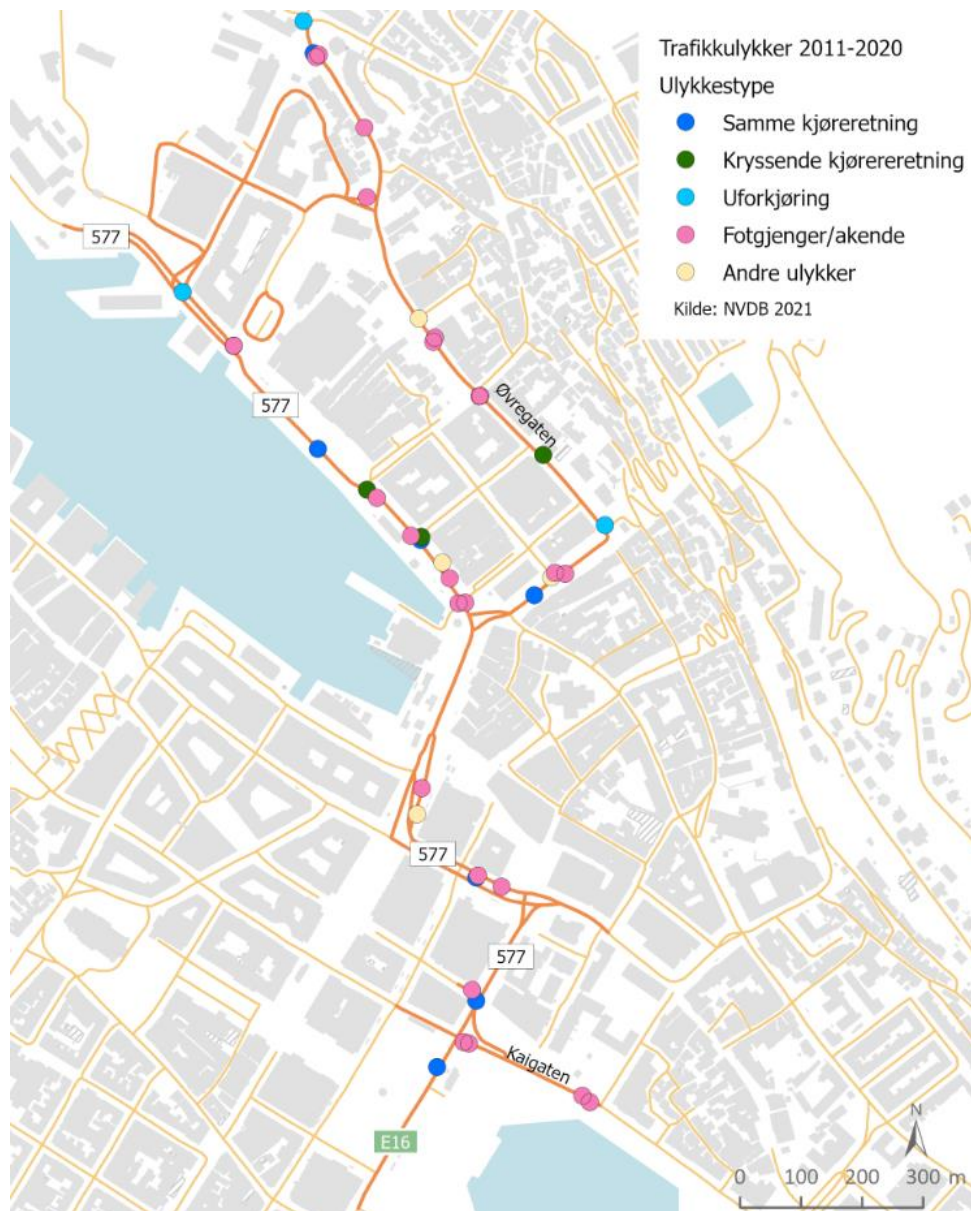 Trafikkulykker 2011-2020
Ulykkestype
Samme kjøreretning
Kryssende kjørereretning
Uforkjøring
Fotgjenger/akende
Andre ulykker
Kilde: NVDB 2021
577
577
Øvregaten
577
577
Kaigaten
E16
N
0 100 200 300 m